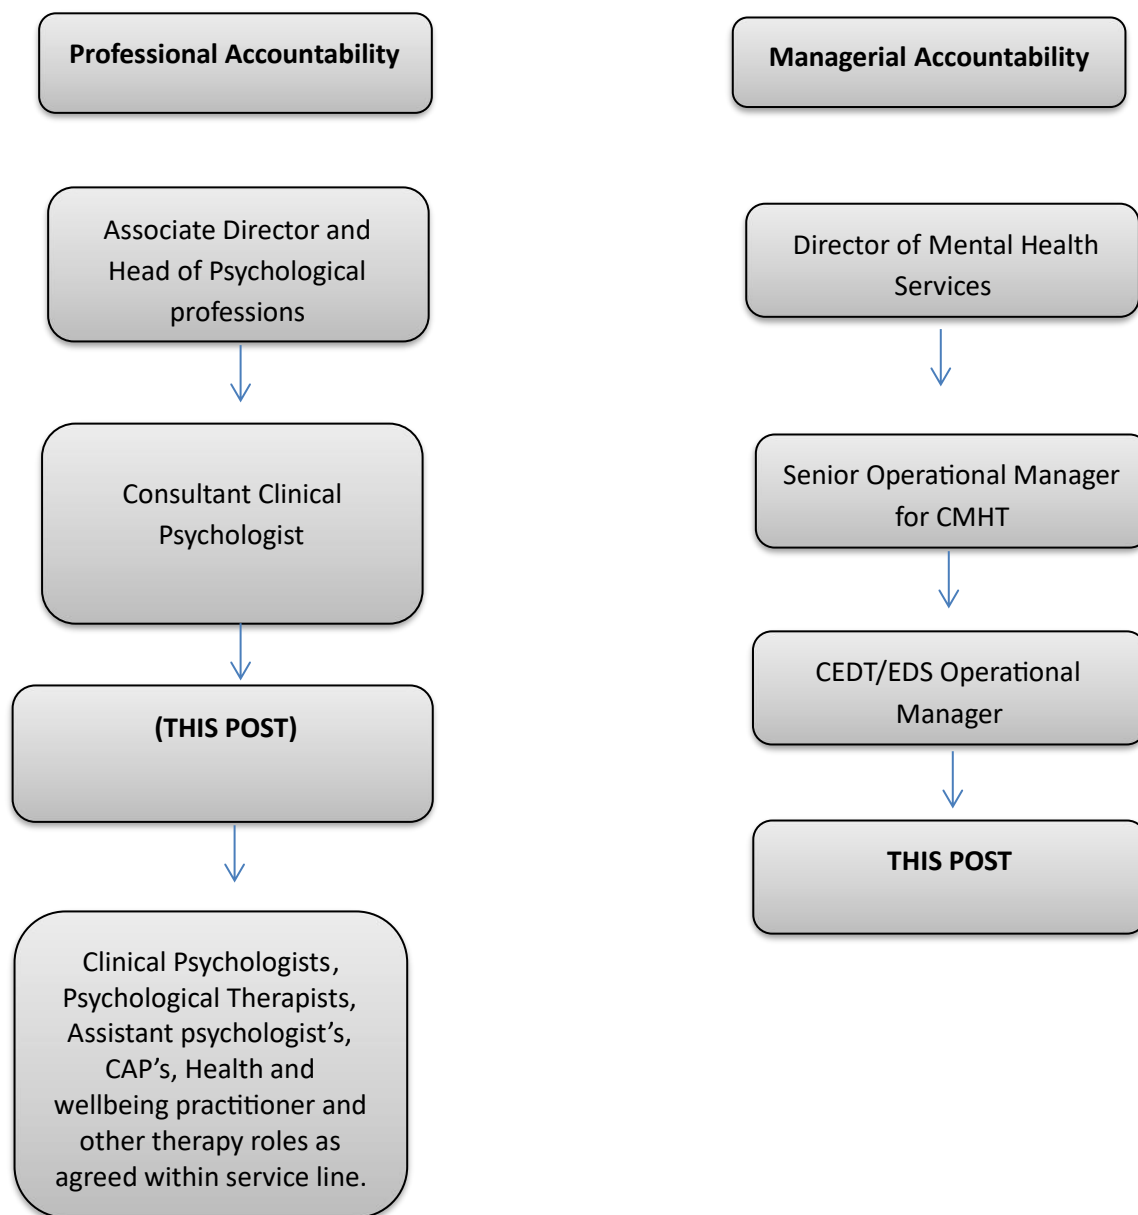 Professional Accountability
Managerial Accountability
Associate Director and
Head of Psychological
professions
Director of Mental Health
Services
Consultant Clinical
Psychologist
Senior Operational Manager
for CMHT
(THIS POST)
CEDT/EDS Operational
Manager
THIS POST
Clinical Psychologists,
Psychological Therapists,
Assistant psychologist’s,
CAP’s, Health and
wellbeing practitioner and
other therapy roles as
agreed within service line.